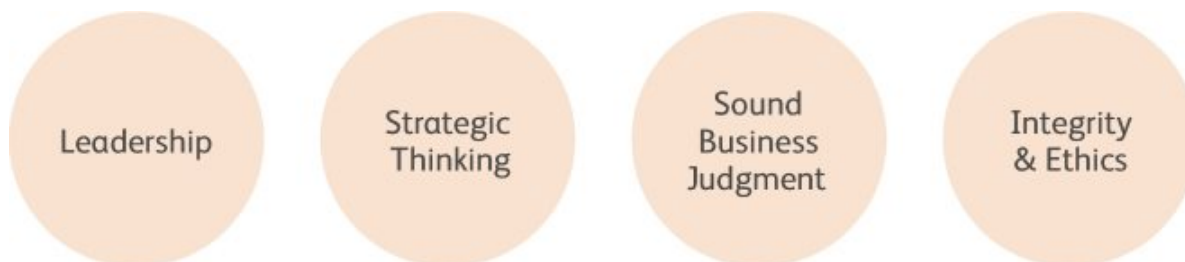 Leadership
Strategic
Thinking
Sound
Business
Judgment
Integrity
& Ethics